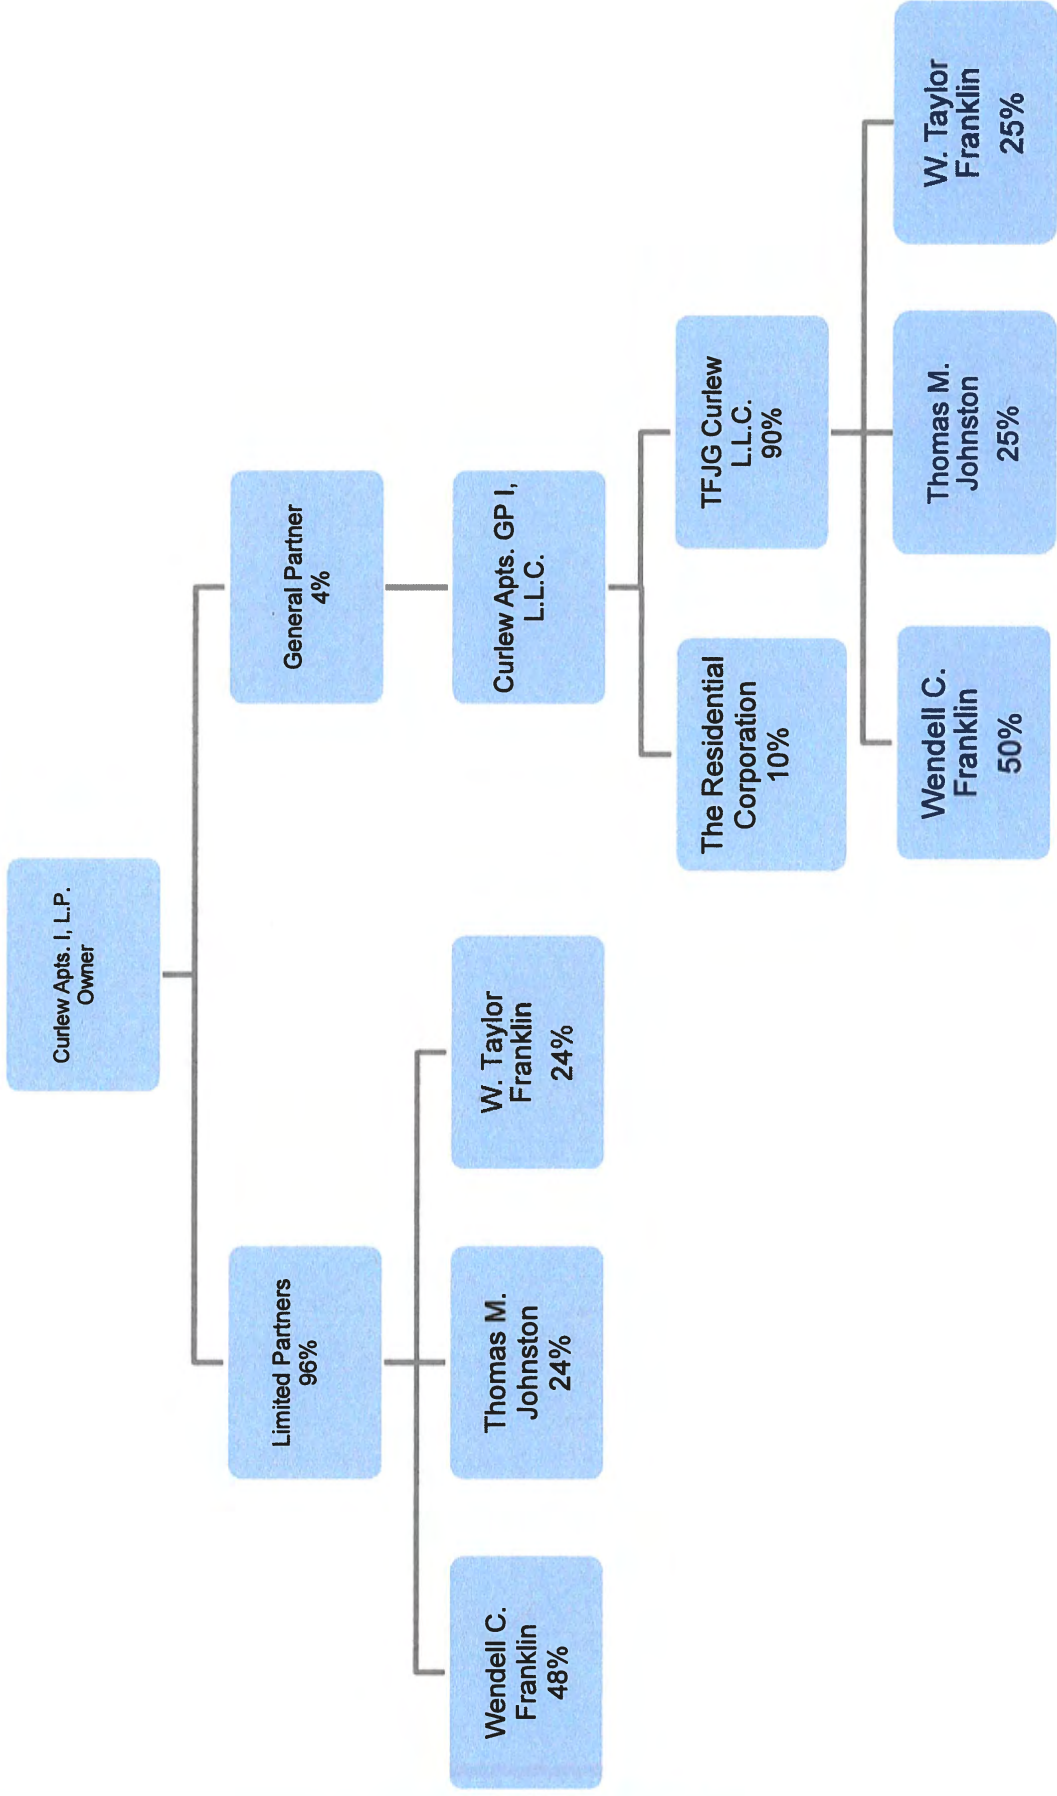 Curlew Apts. I, L.P.
Owner
Limited Partners
96%
General Partner
4%
Wendell C.
Franklin
48%
Thomas M.
Johnston
24%
W. Taylor
Franklin
24%
Curlew Apts. GP I,
L.L.C.
The Residential
Corporation
10%
TFJG Curlew
L.L.C.
90%
Wendell C.
Franklin
50%
Thomas M.
Johnston
25%
W. Taylor
Franklin
25%